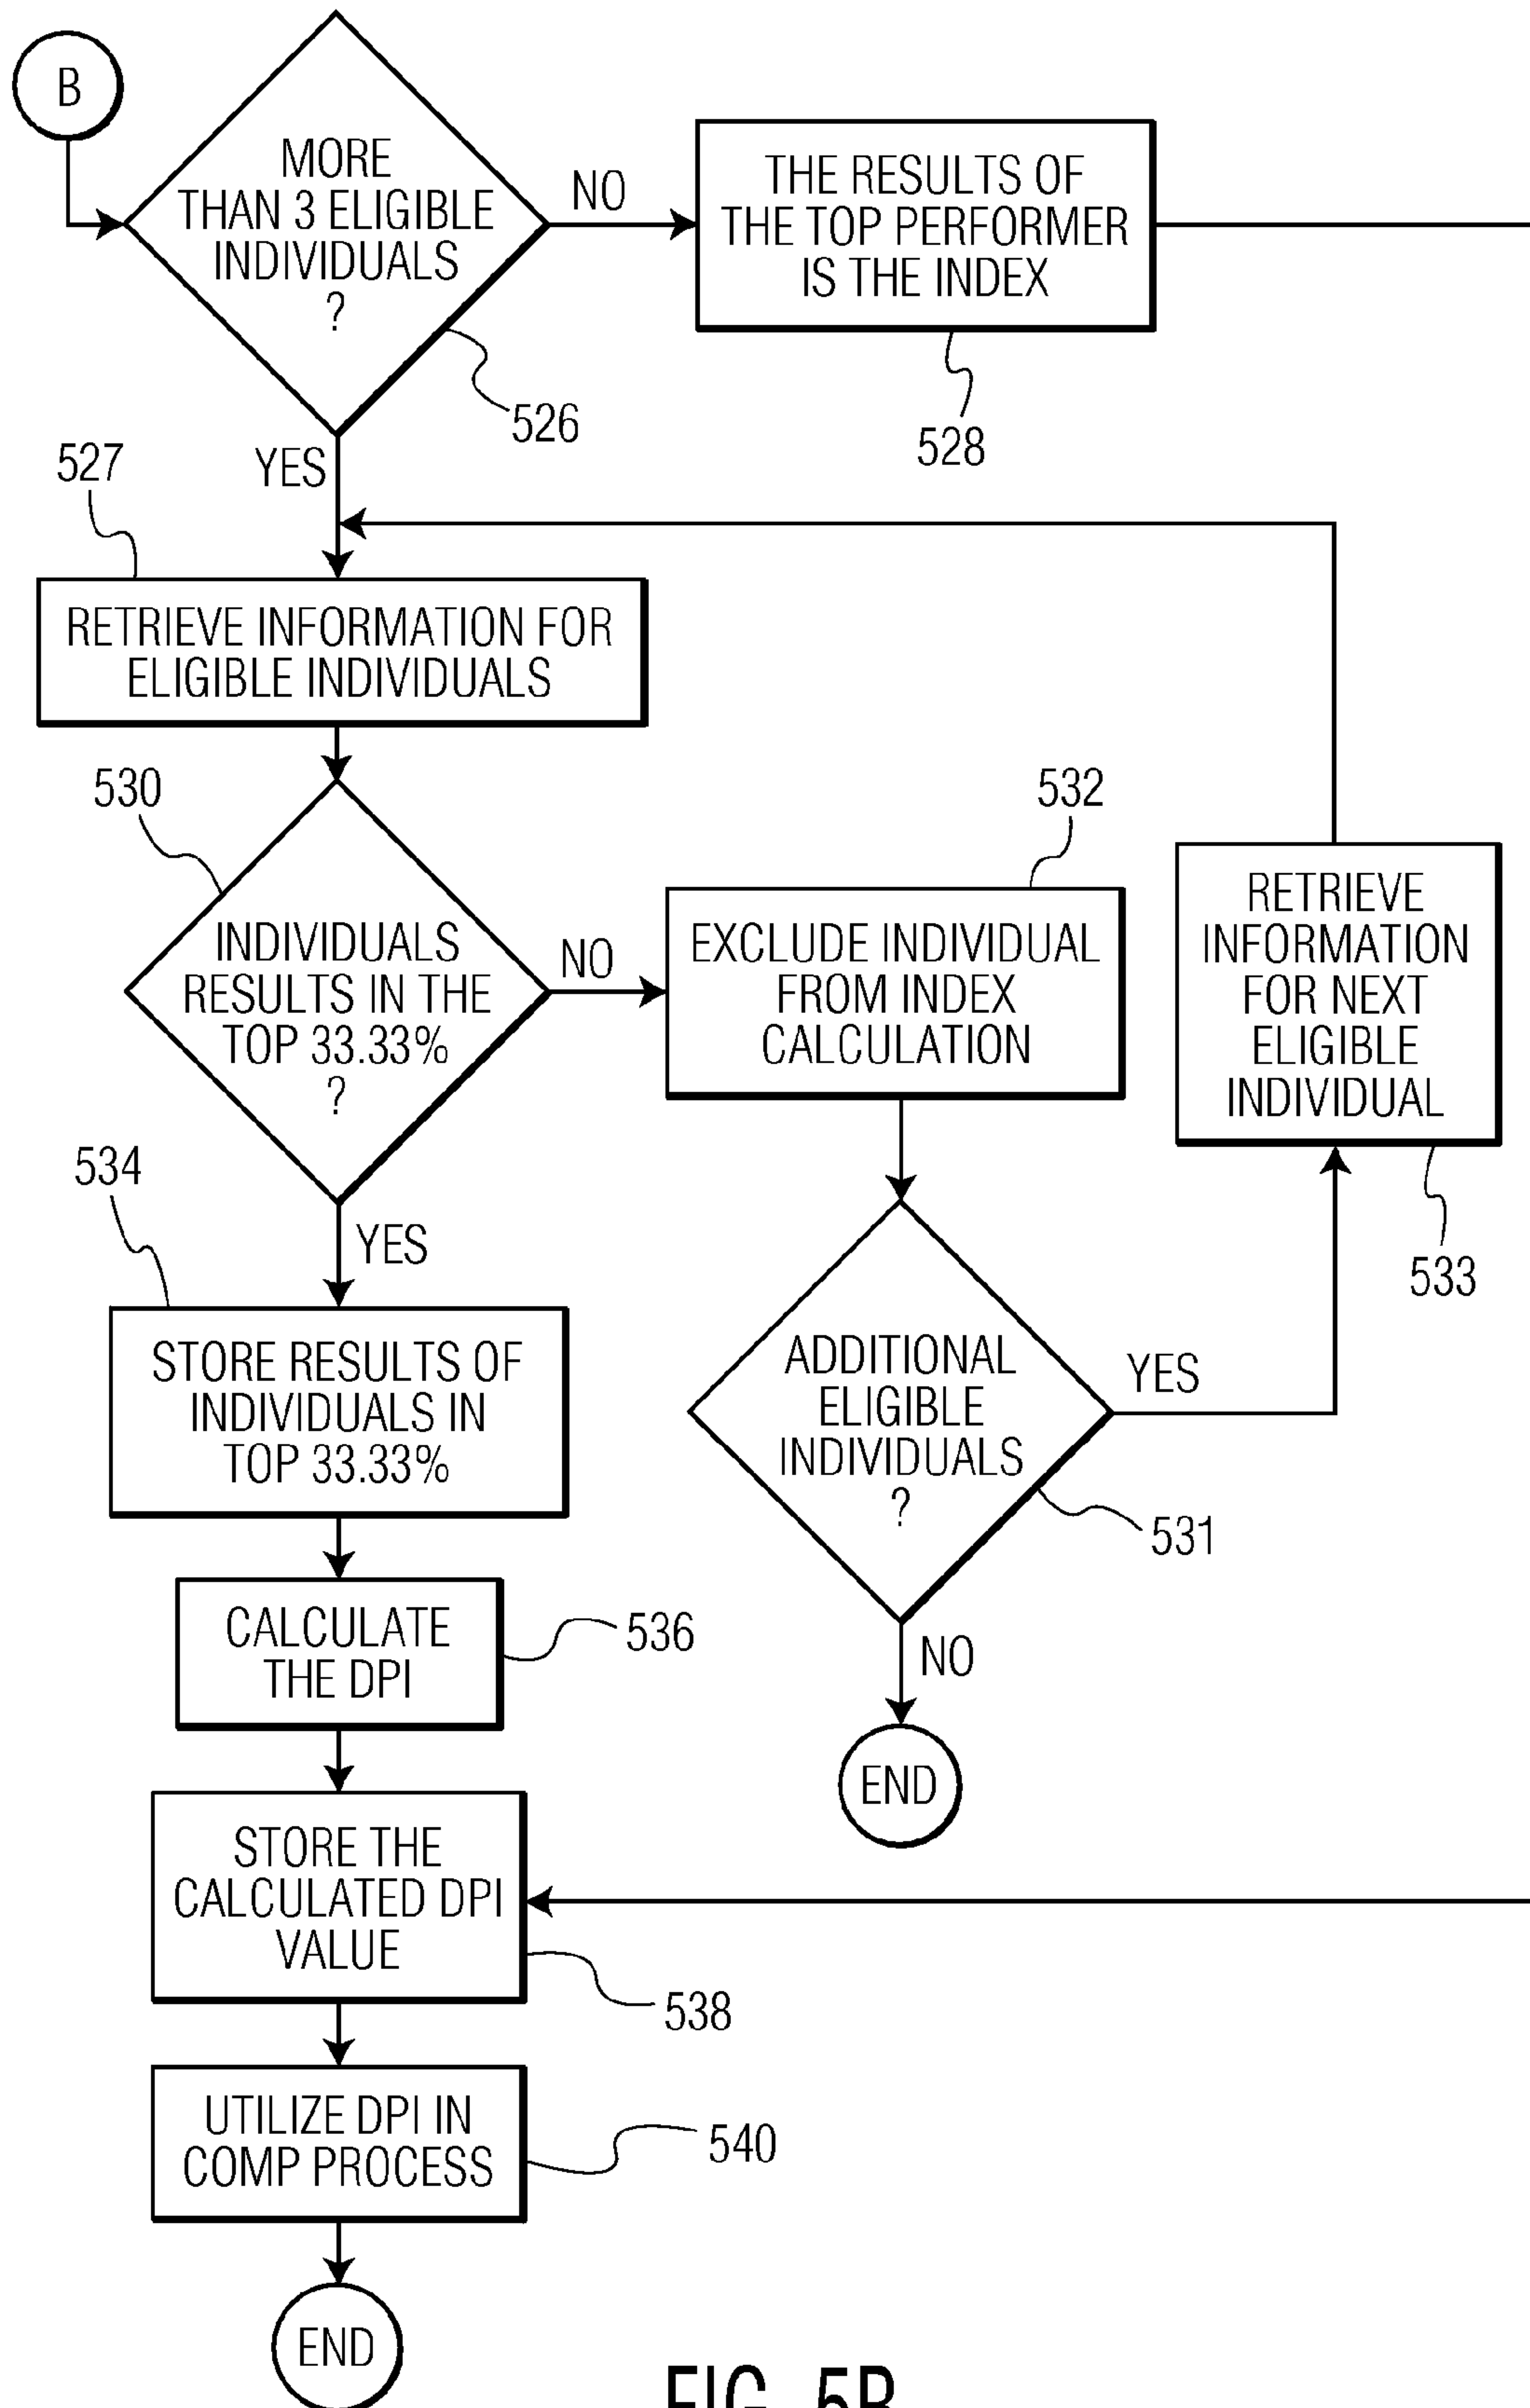 B
MORE
THAN 3 ELIGIBLE
INDIVIDUALS
?
NO
THE RESULTS OF
THE TOP PERFORMER
IS THE INDEX
526
528
YES
527
RETRIEVE INFORMATION FOR
ELIGIBLE INDIVIDUALS
530
INDIVIDUALS
RESULTS IN THE
TOP 33.33%
?
NO
532
EXCLUDE INDIVIDUAL
FROM INDEX
CALCULATION
RETRIEVE
INFORMATION
FOR NEXT
ELIGIBLE
INDIVIDUAL
533
534
YES
STORE RESULTS OF
INDIVIDUALS IN
TOP 33.33%
ADDITIONAL
ELIGIBLE
INDIVIDUALS
?
YES
531
NO
END
CALCULATE
THE DPI
536
STORE THE
CALCULATED DPI
VALUE
538
UTILIZE DPI IN
COMP PROCESS
540
END
FIG. 5B